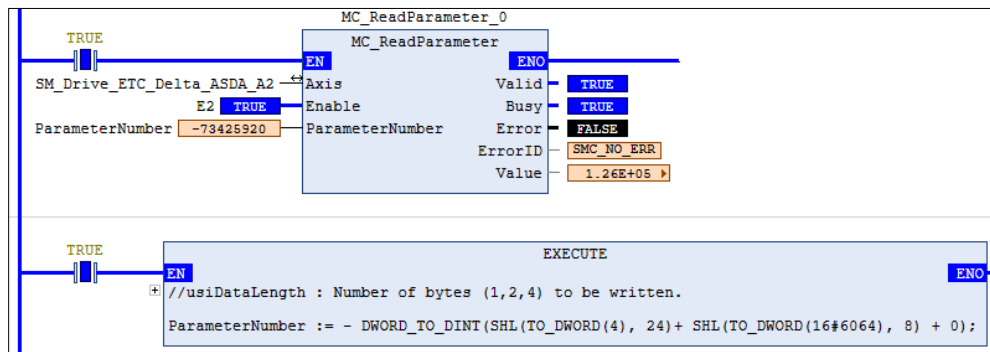 MC_ReadParameter_0
TRUE
MC_ReadParameter
EN ENO
SM_Drive_ETC_Delta_ASDA_A2 Axis Valid TRUE
E2 TRUE Enable Busy TRUE
ParameterNumber -73425920 ParameterNumber Error FALSE
ErrorID SMC_NO_ERR
Value 1.26E+05
TRUE
EXECUTE
EN ENO
//usiDataLength : Number of bytes (1,2,4) to be written.
ParameterNumber := - DWORD_TO_DINT(SHL(TO_DWORD(4), 24)+ SHL(TO_DWORD(16#6064), 8) + 0);